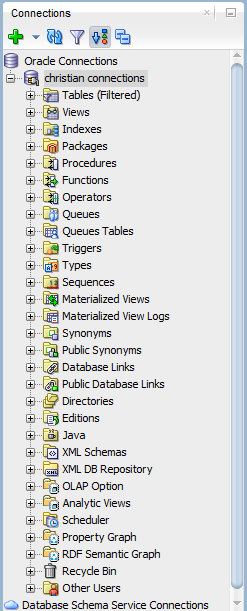 Connections
Oracle Connections
christian connections
Tables (Filtered)
Views
Indexes
Packages
Procedures
Functions
Operators
Queues
Queues Tables
Triggers
Types
Sequences
Materialized Views
Materialized View Logs
Synonyms
Public Synonyms
Database Links
Public Database Links
Directories
Editions
Java
XML Schemas
XML DB Repository
OLAP Option
Analytic Views
Scheduler
Property Graph
RDF Semantic Graph
Recycle Bin
Other Users
Database Schema Service Connections